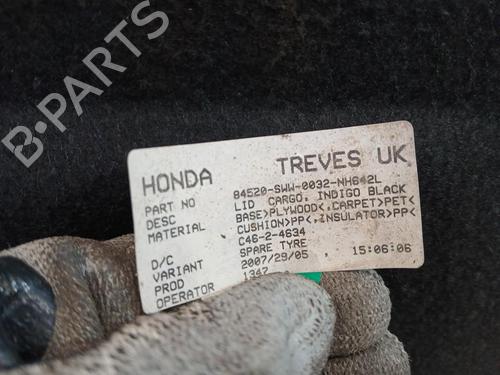 B-PARTS
HONDA TREVES UK
PART NO 84520-SWW-0032-NH642L
DESC LID CARGO, INDIGO BLACK
MATERIAL BASE>PLYWOOD<,CARPET>PET<
CUSHION>PP<,INSULATOR>PP<
D/C C46-2-4634
VARIANT SPARE TYRE
PROD 2007/29/05 15:06:06
OPERATOR 1347